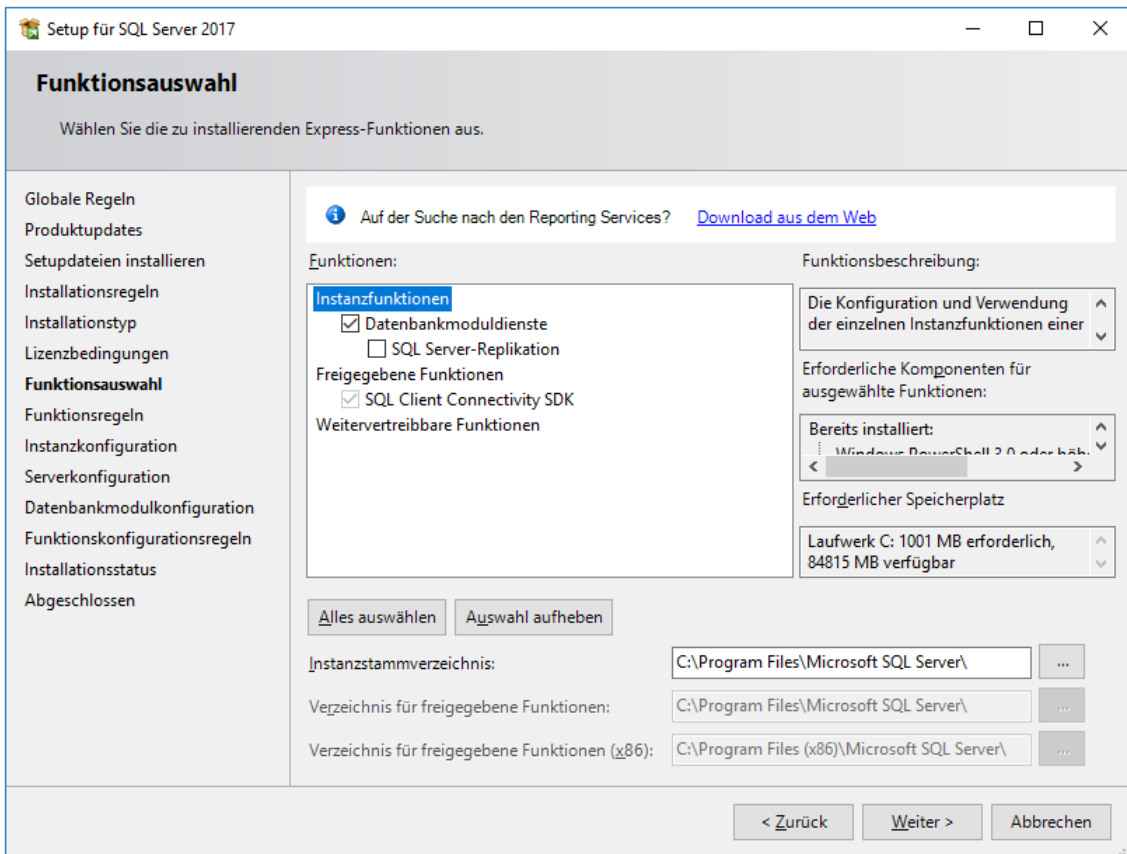 Setup für SQL Server 2017
Funktionsauswahl
Wählen Sie die zu installierenden Express-Funktionen aus.
Globale Regeln
Produktupdates
Setupdateien installieren
Installationsregeln
Installationstyp
Lizenzbedingungen
Funktionsauswahl
Funktionsregeln
Instanzkonfiguration
Serverkonfiguration
Datenbankmodulkonfiguration
Funktionskonfigurationsregeln
Installationsstatus
Abgeschlossen
Auf der Suche nach den Reporting Services? Download aus dem Web
Funktionen:
Instanzfunktionen
Datenbankmoduldienste
SQL Server-Replikation
Freigegebene Funktionen
SQL Client Connectivity SDK
Weitervertreibbare Funktionen
Funktionsbeschreibung:
Die Konfiguration und Verwendung
der einzelnen Instanzfunktionen einer
Erforderliche Komponenten für
ausgewählte Funktionen:
Bereits installiert:
Windows PowerShell 3.0 oder
Erforderlicher Speicherplatz
Laufwerk C: 1001 MB erforderlich,
84815 MB verfügbar
Alles auswählen Auswahl aufheben
Instanzstammverzeichnis: C:\Program Files\Microsoft SQL Server\ ...
Verzeichnis für freigegebene Funktionen: C:\Program Files\Microsoft SQL Server\ ...
Verzeichnis für freigegebene Funktionen (x86): C:\Program Files (x86)\Microsoft SQL Server\ ...
< Zurück Weiter > Abbrechen